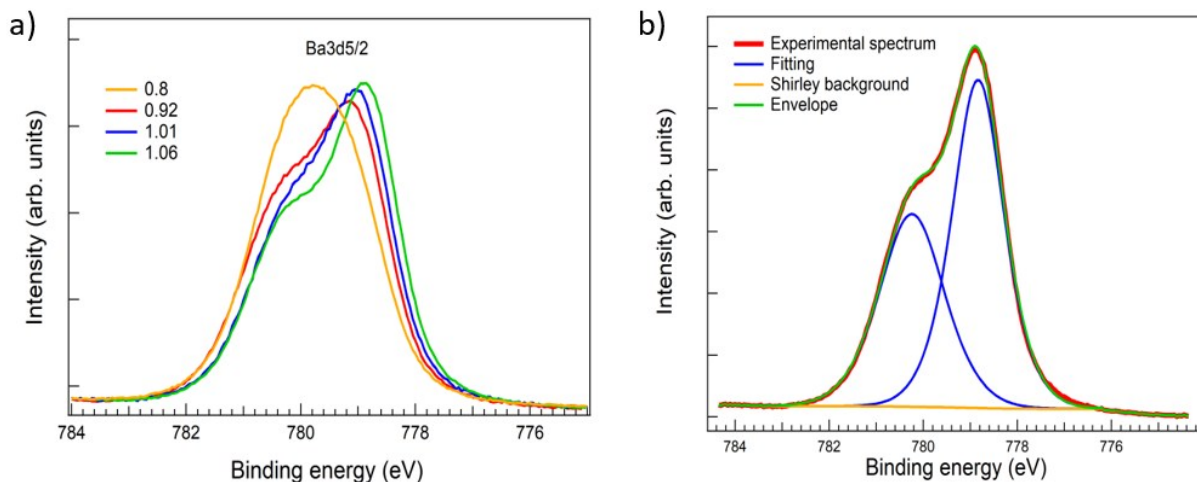 a)
Ba3d5/2
0.8
0.92
1.01
1.06
Intensity (arb. units)
784
782
780
778
776
Binding energy (eV)
b)
Experimental spectrum
Fitting
Shirley background
Envelope
Intensity (arb. units)
784
782
780
778
776
Binding energy (eV)